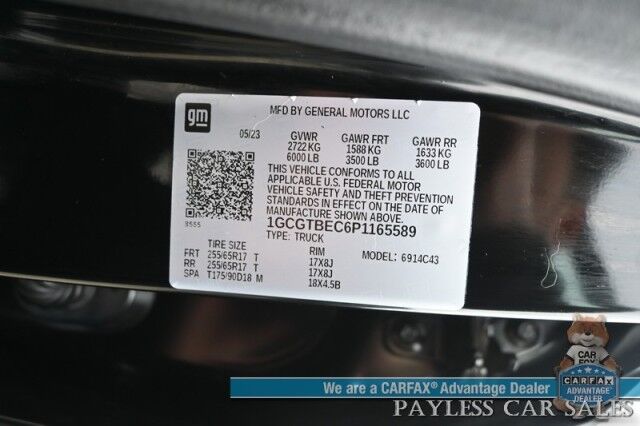 gm
MFD BY GENERAL MOTORS LLC
05/23 GVWR GAWR FRT GAWR RR
2722 KG 1588 KG 1633 KG
6000 LB 3500 LB 3600 LB
THIS VEHICLE CONFORMS TO ALL
APPLICABLE U.S. FEDERAL MOTOR
VEHICLE SAFETY AND THEFT PREVENTION
STANDARDS IN EFFECT ON THE DATE
OF MANUFACTURE SHOWN ABOVE.
1GCGTBEC6P1165589
TYPE: TRUCK
TIRE SIZE RIM MODEL: 6914C43
FRT 255/65R17 T 17X8J
RR 255/65R17 T 17X8J
SPA T175/90D18 M 18X4.5B
CAR
FOX
CARFAX
ADVANTAGE
DEALER
We are a CARFAX® Advantage Dealer
PAYLESS CAR SALES